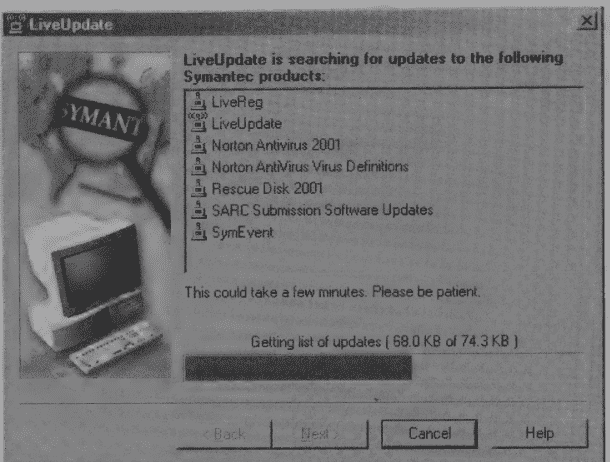 LiveUpdate
LiveUpdate is searching for updates to the following
Symantec products:
SYMANT
LiveReg
LiveUpdate
Norton Antivirus 2001
Norton AntiVirus Virus Definitions
Rescue Disk 2001
SARC Submission Software Updates
SymEvent
This could take a few minutes. Please be patient.
Getting list of updates ( 68.0 KB of 74.3 KB )
< Back
Next >
Cancel
Help